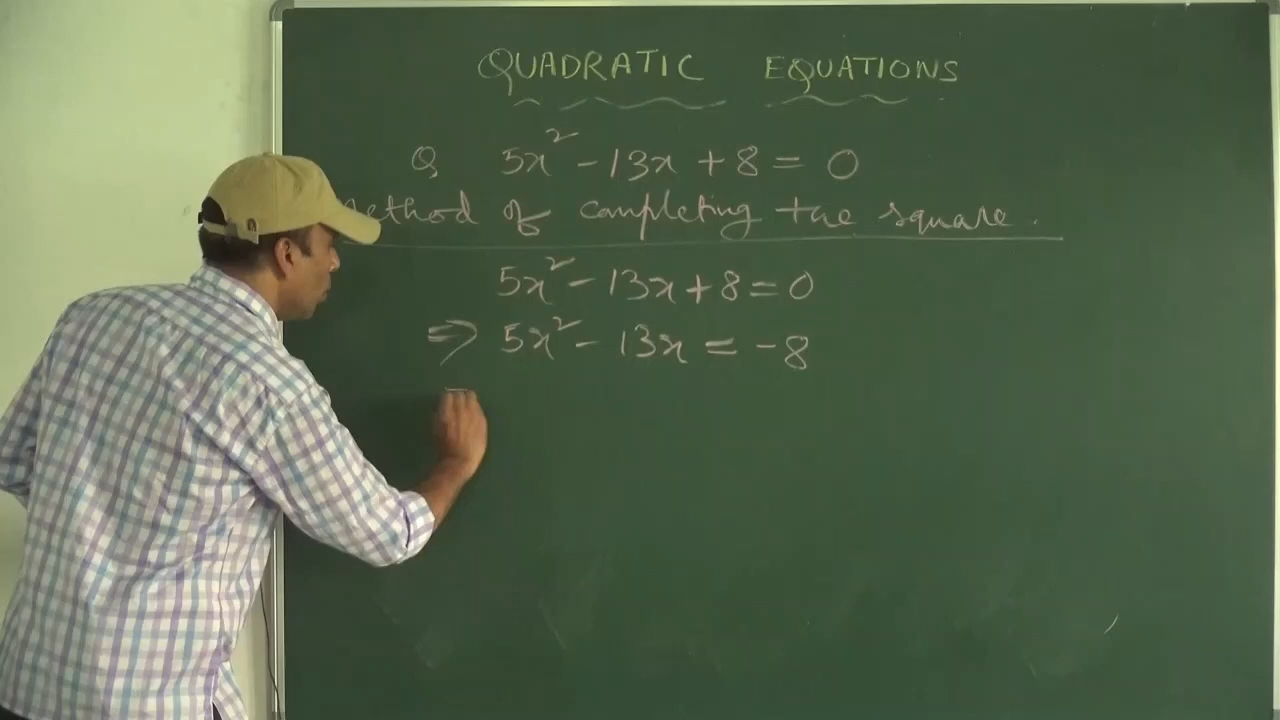 QUADRATIC EQUATIONS
Q 5x² - 13x + 8 = 0
Method of completing the square.
5x² - 13x + 8 = 0
⇒ 5x² - 13x = -8